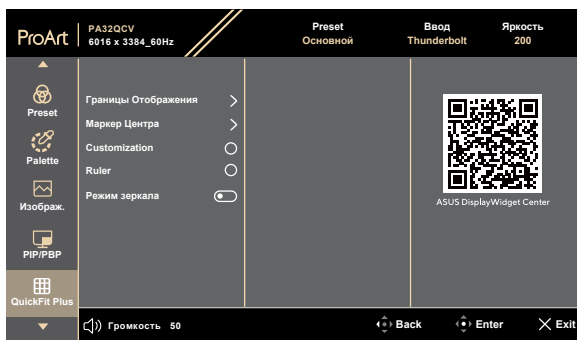 ProArt
PA32QCV
6016 x 3384_60Hz
Preset
Основной
Ввод
Thunderbolt
Яркость
200
Preset
Palette
Изображ.
PIP/PBP
QuickFit Plus
Границы Отображения
Маркер Центра
Customization
Ruler
Режим зеркала
ASUS DisplayWidget Center
Громкость 50
Back
Enter
Exit